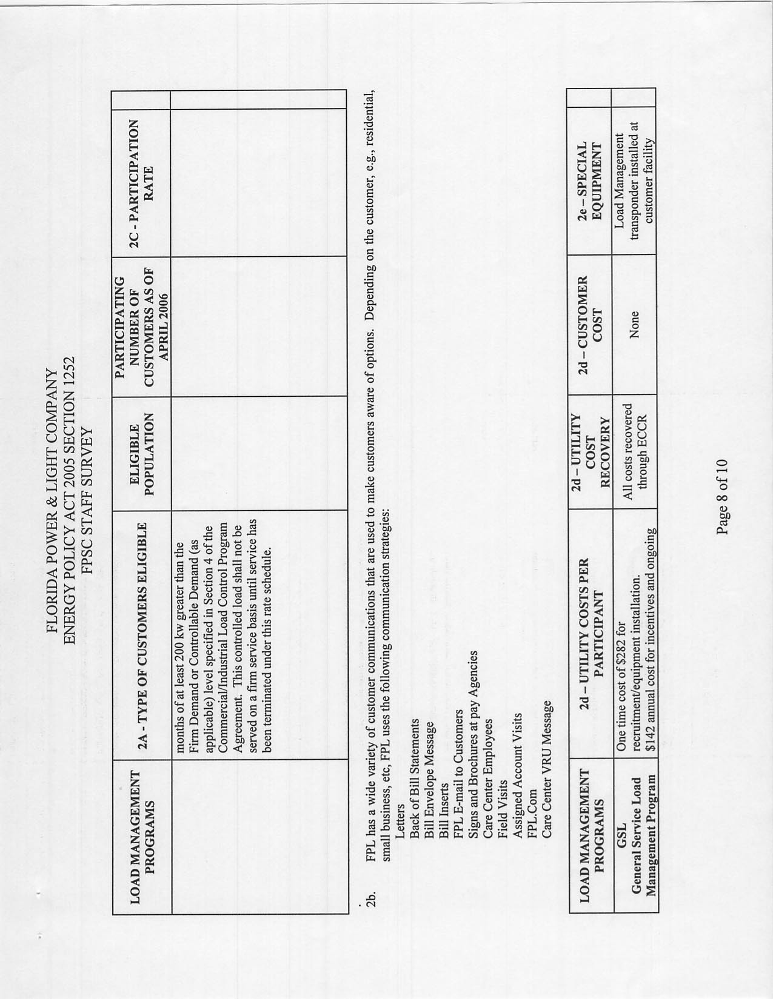 FLORIDA POWER & LIGHT COMPANY
ENERGY POLICY ACT 2005 SECTION 1252
FPSC STAFF SURVEY
LOAD MANAGEMENT
PROGRAMS
2A - TYPE OF CUSTOMERS ELIGIBLE
ELIGIBLE
POPULATION
PARTICIPATING
NUMBER OF
CUSTOMERS AS OF
APRIL 2006
2C - PARTICIPATION
RATE
months of at least 200 kw greater than the
Firm Demand or Controllable Demand (as
applicable) level specified in Section 4 of the
Commercial/Industrial Load Control Program
Agreement. This controlled load shall not be
served on a firm service basis until service has
been terminated under this rate schedule.
2b. FPL has a wide variety of customer communications that are used to make customers aware of options. Depending on the customer, e.g., residential,
small business, etc, FPL uses the following communication strategies:
Letters
Back of Bill Statements
Bill Envelope Message
Bill Inserts
FPL E-mail to Customers
Signs and Brochures at pay Agencies
Care Center Employees
Field Visits
Assigned Account Visits
FPL.Com
Care Center VRU Message
LOAD MANAGEMENT
PROGRAMS
2d – UTILITY COSTS PER
PARTICIPANT
2d – UTILITY
COST
RECOVERY
2d – CUSTOMER
COST
2e – SPECIAL
EQUIPMENT
GSL
General Service Load
Management Program
One time cost of $282 for
recruitment/equipment installation.
$142 annual cost for incentives and ongoing
All costs recovered
through ECCR
None
Load Management
transponder installed at
customer facility
Page 8 of 10